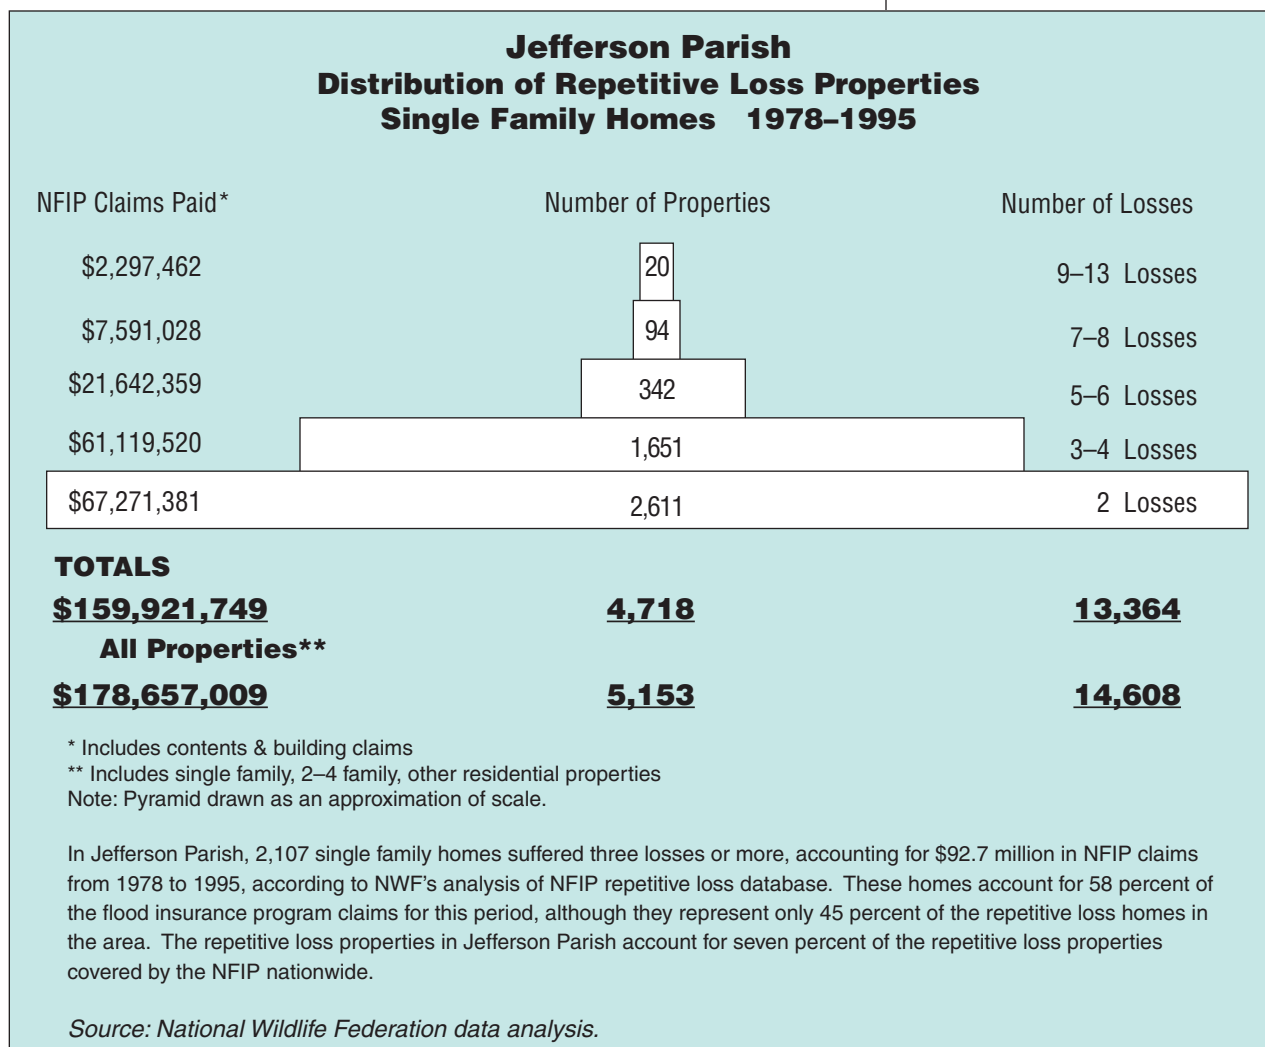 Jefferson Parish
Distribution of Repetitive Loss Properties
Single Family Homes 1978–1995
NFIP Claims Paid* Number of Properties Number of Losses
$2,297,462 20 9–13 Losses
$7,591,028 94 7–8 Losses
$21,642,359 342 5–6 Losses
$61,119,520 1,651 3–4 Losses
$67,271,381 2,611 2 Losses
TOTALS
$159,921,749 4,718 13,364
All Properties**
$178,657,009 5,153 14,608
* Includes contents & building claims
** Includes single family, 2–4 family, other residential properties
Note: Pyramid drawn as an approximation of scale.
In Jefferson Parish, 2,107 single family homes suffered three losses or more, accounting for $92.7 million in NFIP claims
from 1978 to 1995, according to NWF's analysis of NFIP repetitive loss database. These homes account for 58 percent of
the flood insurance program claims for this period, although they represent only 45 percent of the repetitive loss homes in
the area. The repetitive loss properties in Jefferson Parish account for seven percent of the repetitive loss properties
covered by the NFIP nationwide.
Source: National Wildlife Federation data analysis.